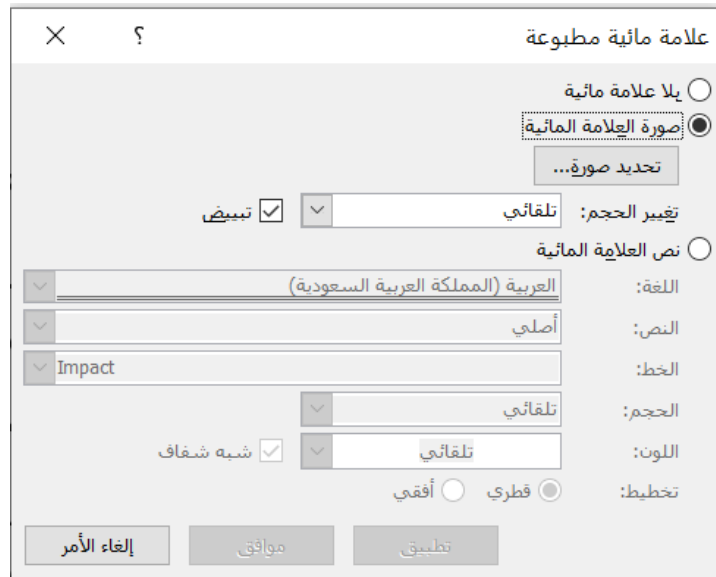 علامة مائية مطبوعة ؟
بلا علامة مائية
صورة العلامة المائية
تحديد صورة...
تغيير الحجم: تلقائي تبييض
نص العلامة المائية
اللغة: العربية (المملكة العربية السعودية)
النص: أصلي
الخط: Impact
الحجم: تلقائي
اللون: تلقائي شبه شفاف
تخطيط: قطري أفقي
تطبيق موافق إلغاء الأمر